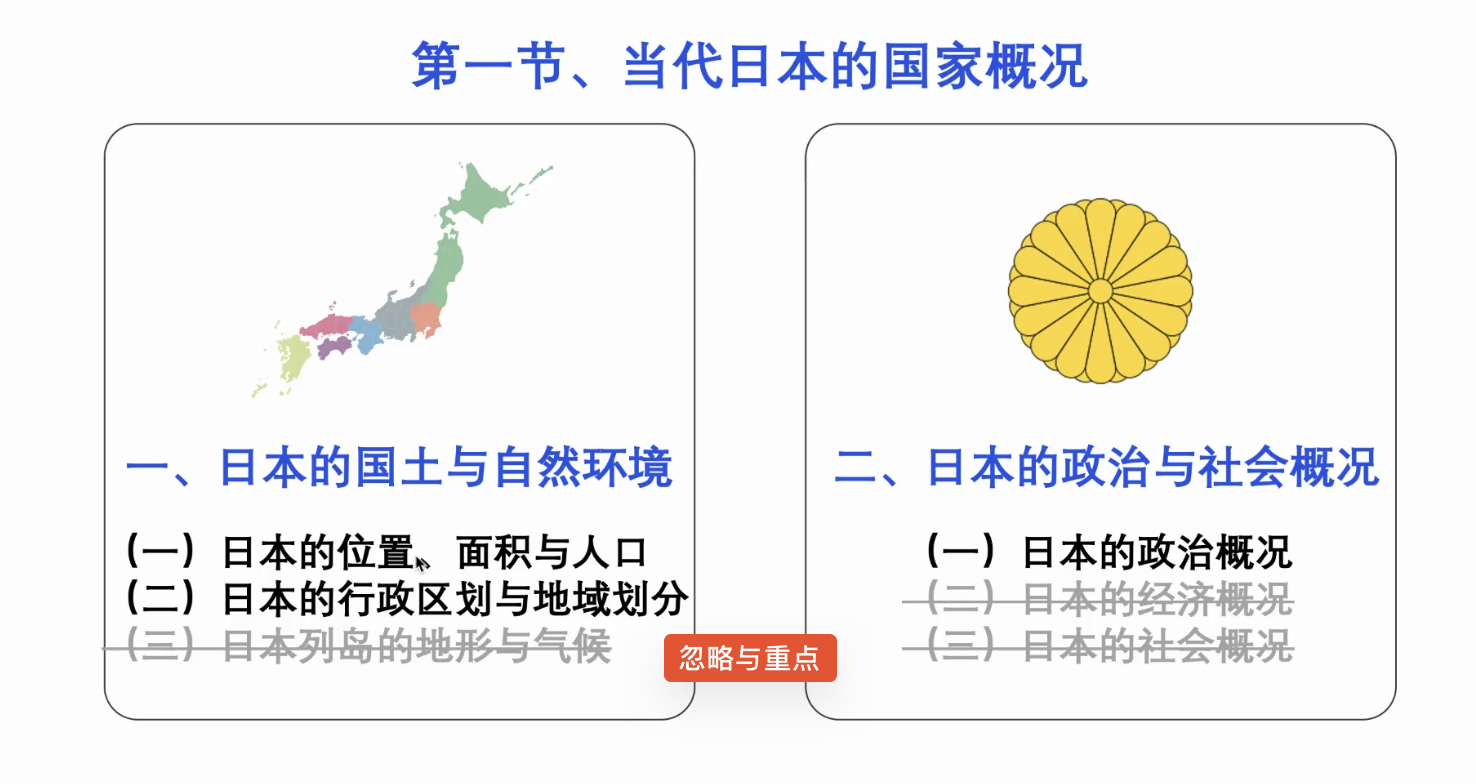 第一节、当代日本的国家概况
一、日本的国土与自然环境
（一）日本的位置、面积与人口
（二）日本的行政区划与地域划分
（三）日本列岛的地形与气候
二、日本的政治与社会概况
（一）日本的政治概况
（二）日本的经济概况
（三）日本的社会概况
忽略与重点